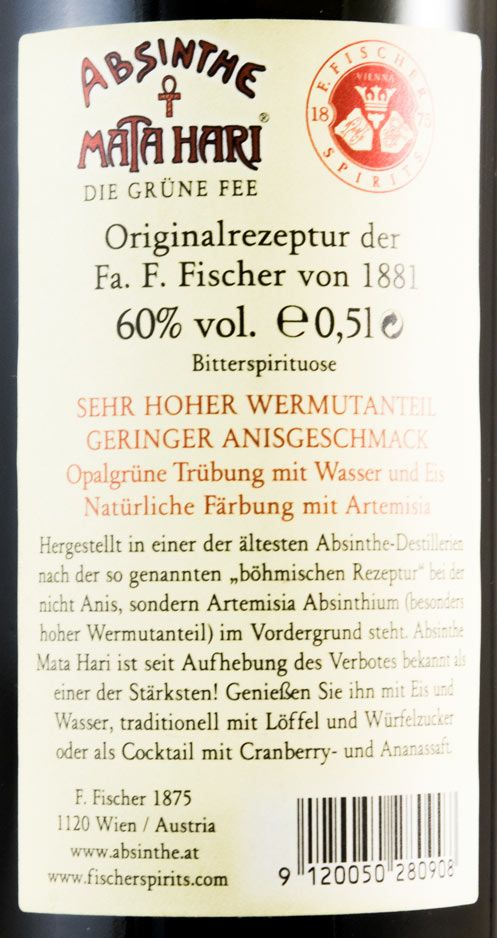 ABSINTHE
MATA HARI®
DIE GRÜNE FEE
F. FISCHER
VIENNA
18 75
SPIRITS
Originalrezeptur der
Fa. F. Fischer von 1881
60% vol. ℮0,5l
Bitterspirituose
SEHR HOHER WERMUTANTEIL
GERINGER ANISGESCHMACK
Opalgrüne Trübung mit Wasser und Eis
Natürliche Färbung mit Artemisia
Hergestellt in einer der ältesten Absinthe-Destillerien
nach der so genannten „böhmischen Rezeptur“ bei der
nicht Anis, sondern Artemisia Absinthium (besonders
hoher Wermutanteil) im Vordergrund steht. Absinthe
Mata Hari ist seit Aufhebung des Verbotes bekannt als
einer der Stärksten! Genießen Sie ihn mit Eis und
Wasser, traditionell mit Löffel und Würfelzucker
oder als Cocktail mit Cranberry- und Ananassaft.
F. Fischer 1875
1120 Wien / Austria
www.absinthe.at
www.fischerspirits.com
9 120050 280908